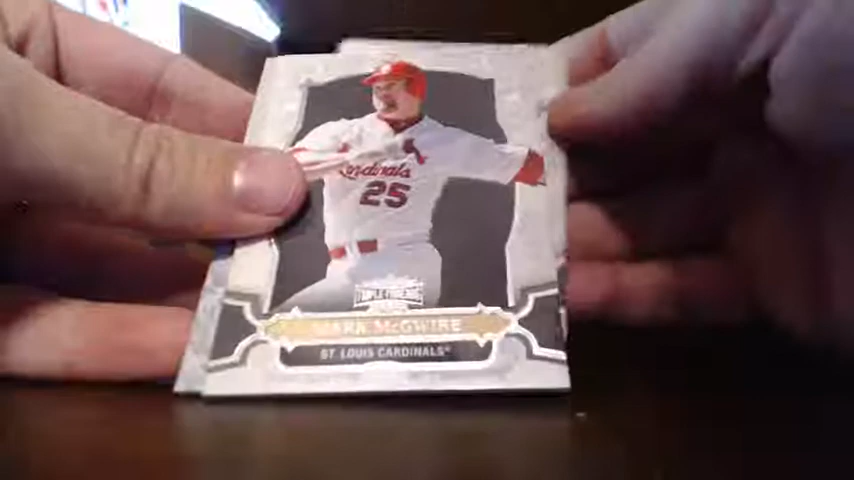 Cardinals
25
TRIPLE THREADS
MARK McGWIRE
ST LOUIS CARDINALS®